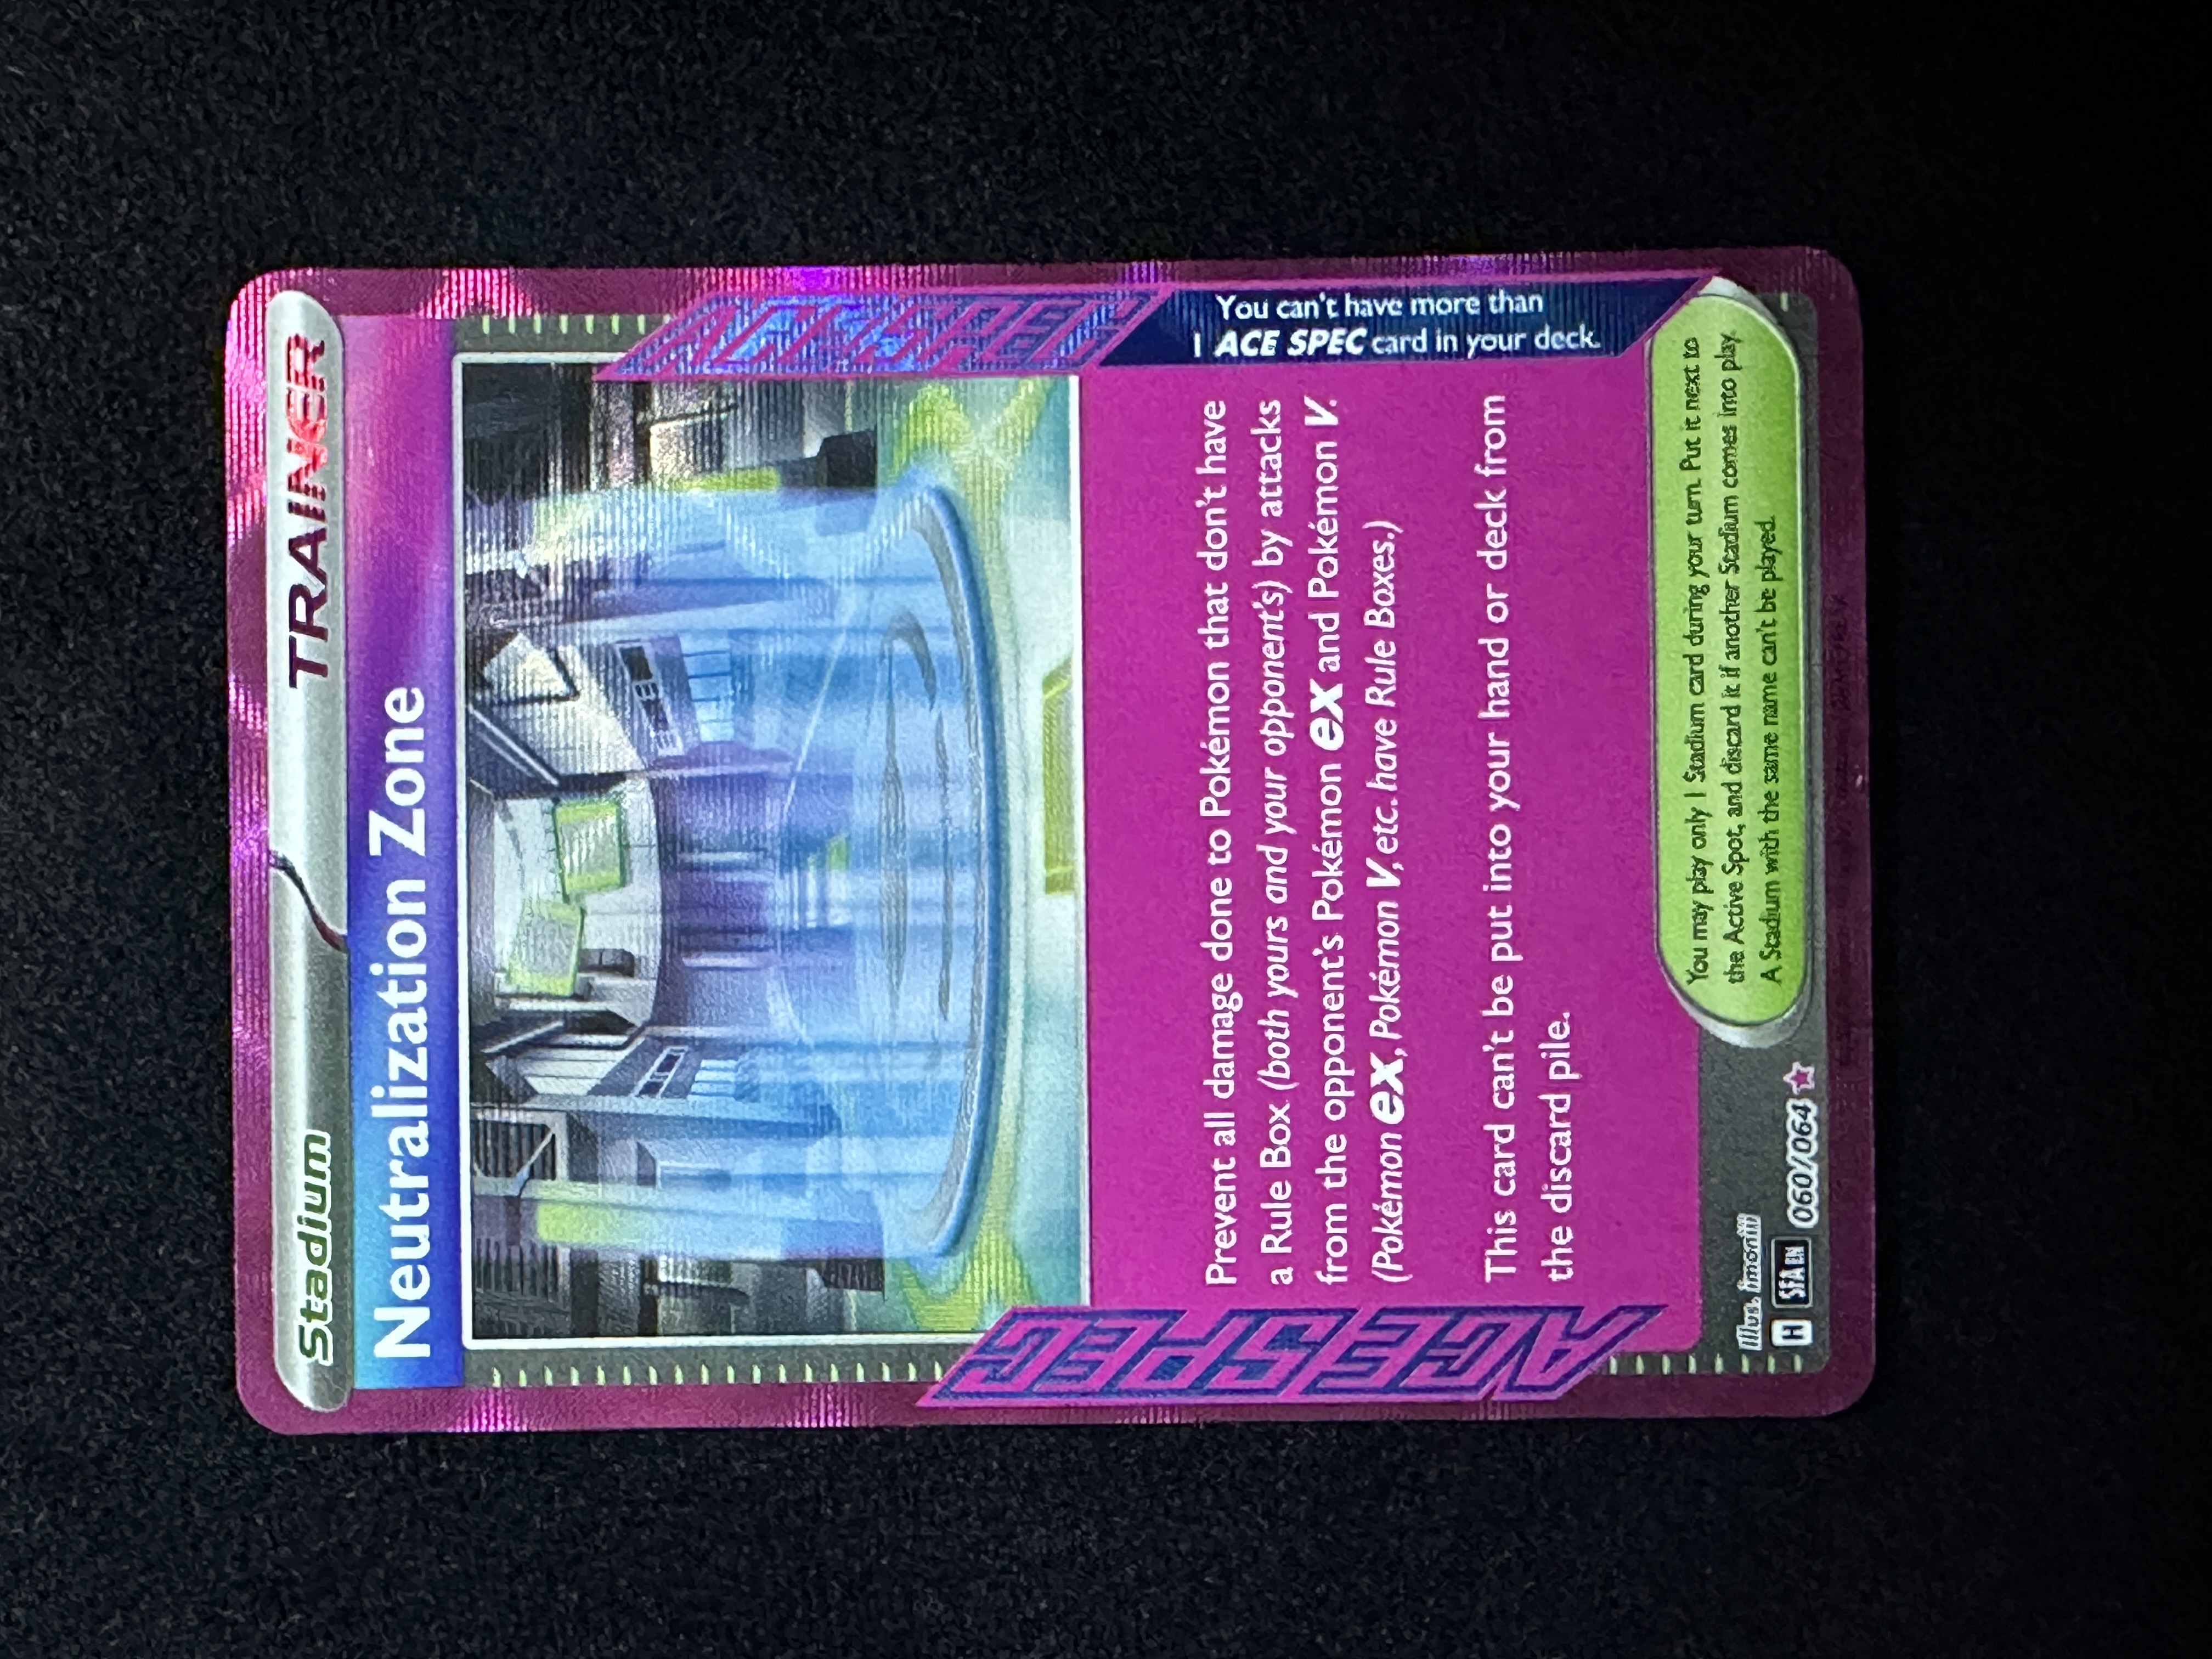 Stadium
TRAINER
Neutralization Zone
ACE SPEC
You can't have more than
1 ACE SPEC card in your deck.
Prevent all damage done to Pokémon that don't have
a Rule Box (both yours and your opponent's) by attacks
from the opponent's Pokémon ex and Pokémon V.
(Pokémon ex, Pokémon V, etc. have Rule Boxes.)
This card can't be put into your hand or deck from
the discard pile.
ACE SPEC
You may play only 1 Stadium card during your turn. Put it next to
the Active Spot, and discard it if another Stadium comes into play.
A Stadium with the same name can't be played.
Illus. imoniii
H SFA EN 060/064